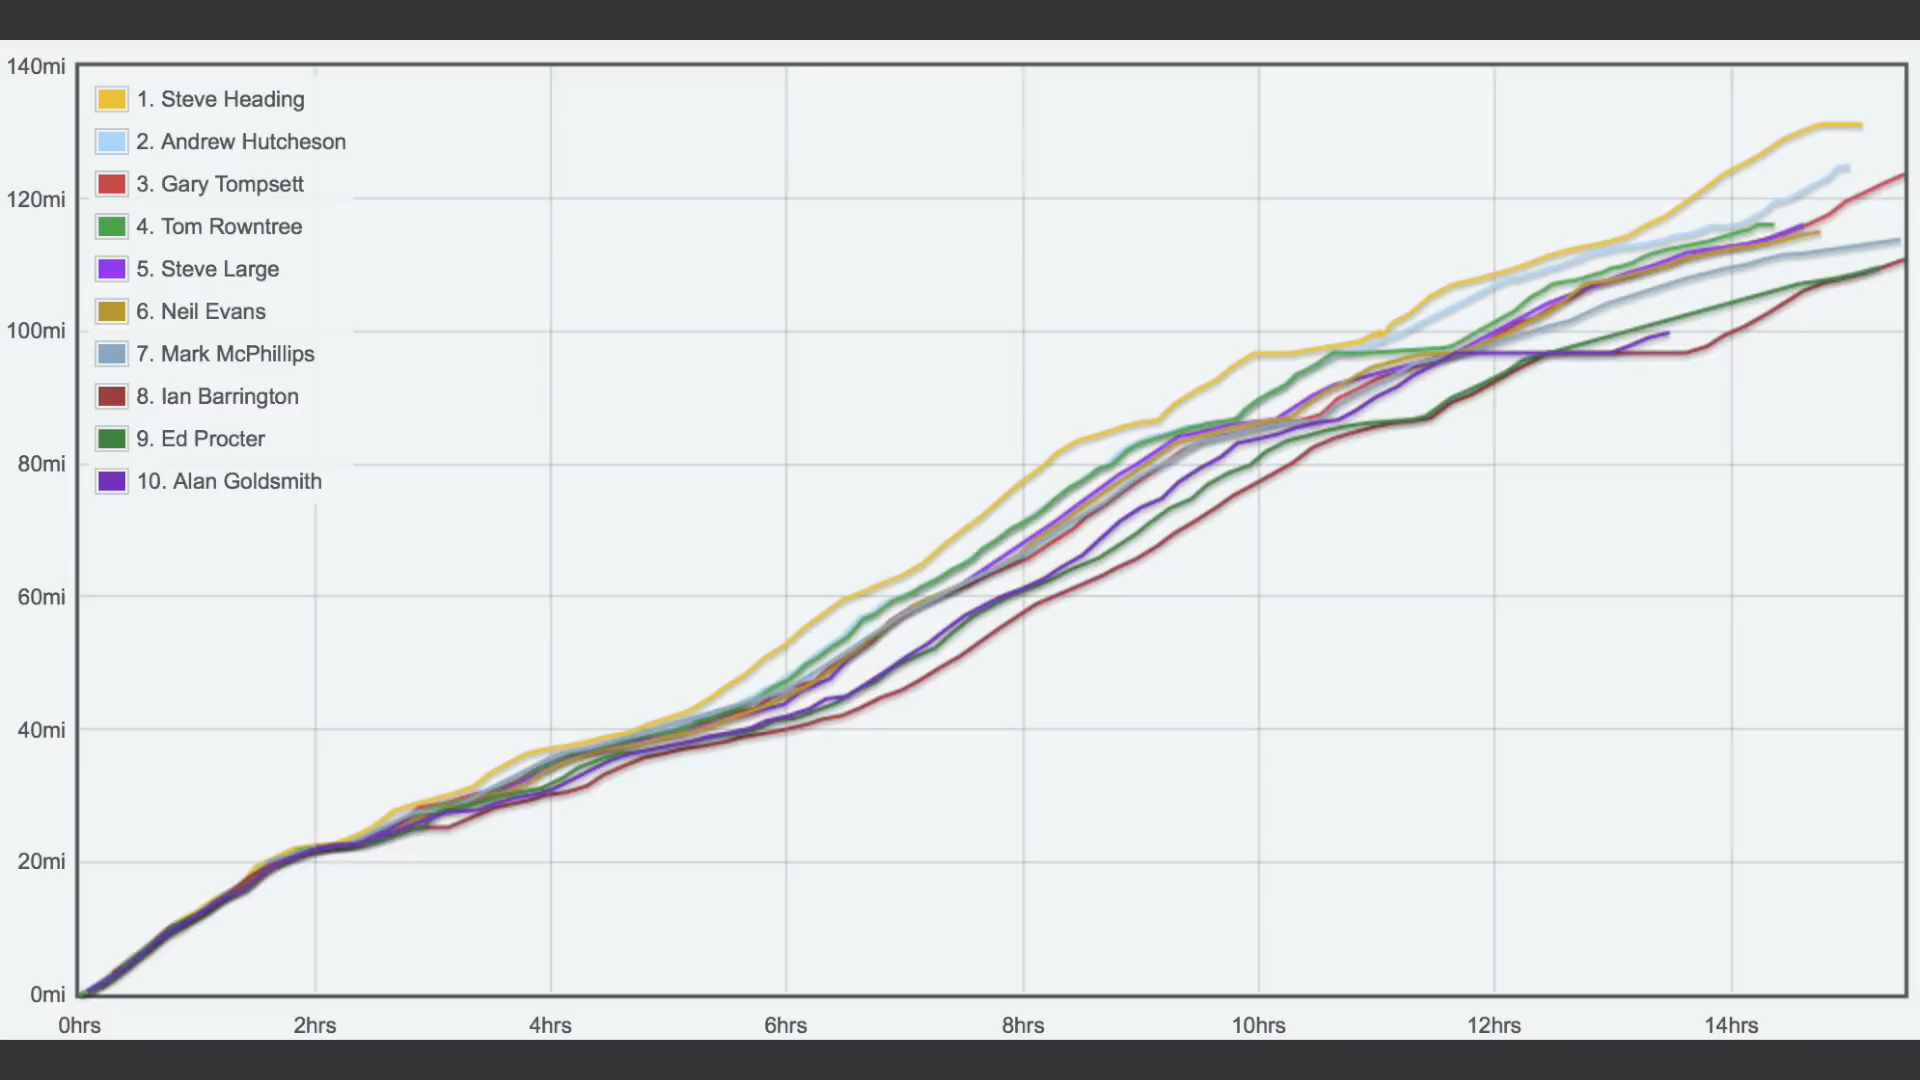 140mi
1. Steve Heading
2. Andrew Hutcheson
3. Gary Tompsett
120mi
4. Tom Rowntree
5. Steve Large
6. Neil Evans
100mi
7. Mark McPhillips
8. Ian Barrington
9. Ed Procter
80mi
10. Alan Goldsmith
60mi
40mi
20mi
0mi
0hrs 2hrs 4hrs 6hrs 8hrs 10hrs 12hrs 14hrs